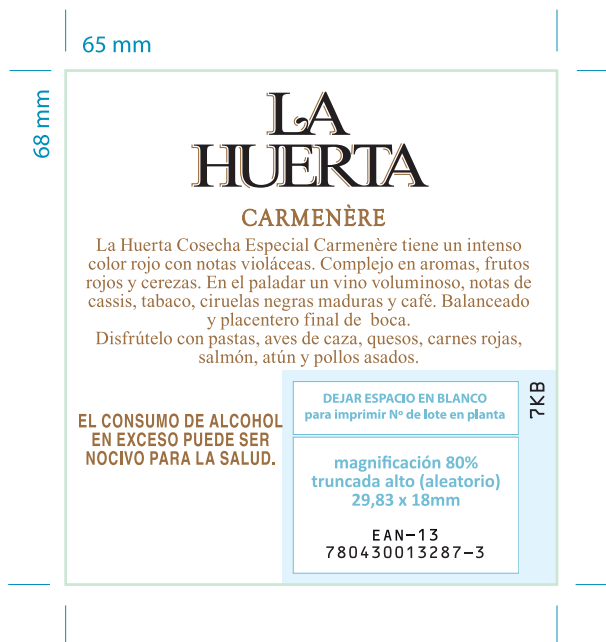 65 mm
68 mm
LA
HUERTA
CARMENÈRE
La Huerta Cosecha Especial Carmenère tiene un intenso
color rojo con notas violáceas. Complejo en aromas, frutos
rojos y cerezas. En el paladar un vino voluminoso, notas de
cassis, tabaco, ciruelas negras maduras y café. Balanceado
y placentero final de boca.
Disfrútelo con pastas, aves de caza, quesos, carnes rojas,
salmón, atún y pollos asados.
EL CONSUMO DE ALCOHOL
EN EXCESO PUEDE SER
NOCIVO PARA LA SALUD.
DEJAR ESPACIO EN BLANCO
para imprimir Nº de lote en planta
7KB
magnificación 80%
truncada alto (aleatorio)
29,83 x 18mm
EAN-13
780430013287-3